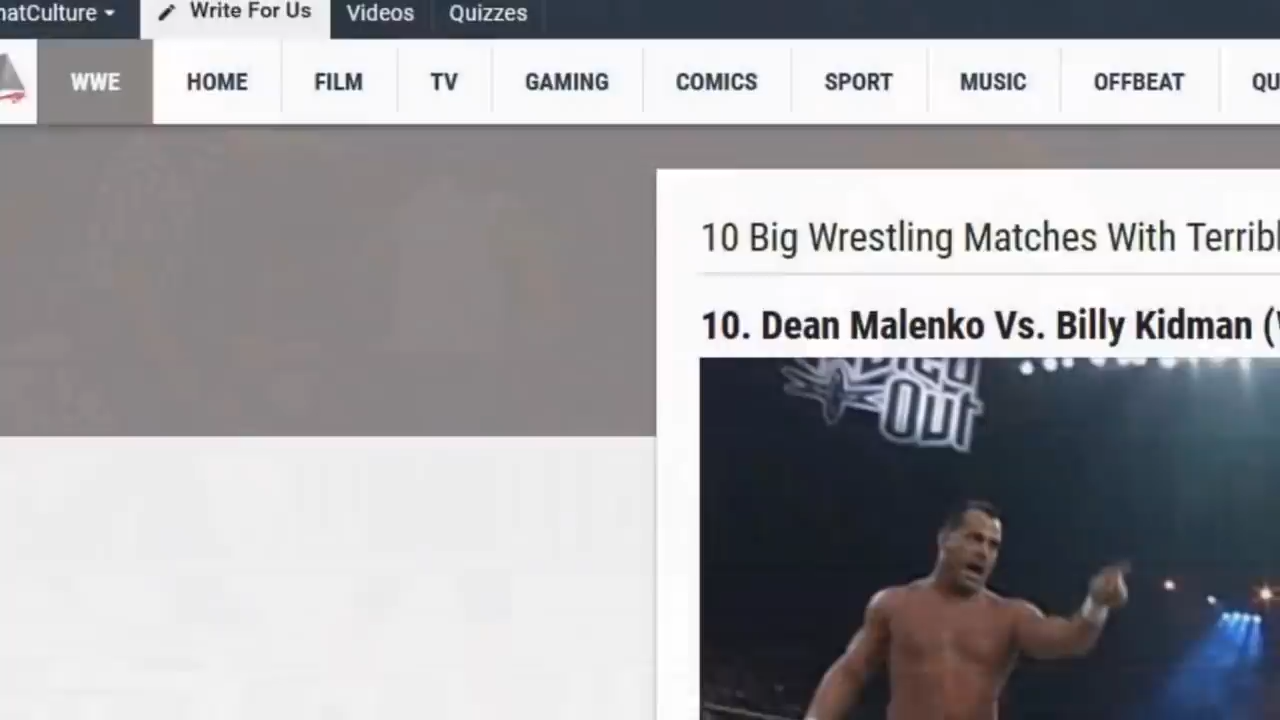 hatCulture
Write For Us
Videos
Quizzes
WWE
HOME
FILM
TV
GAMING
COMICS
SPORT
MUSIC
OFFBEAT
QU
10 Big Wrestling Matches With Terribl
10. Dean Malenko Vs. Billy Kidman (
Out